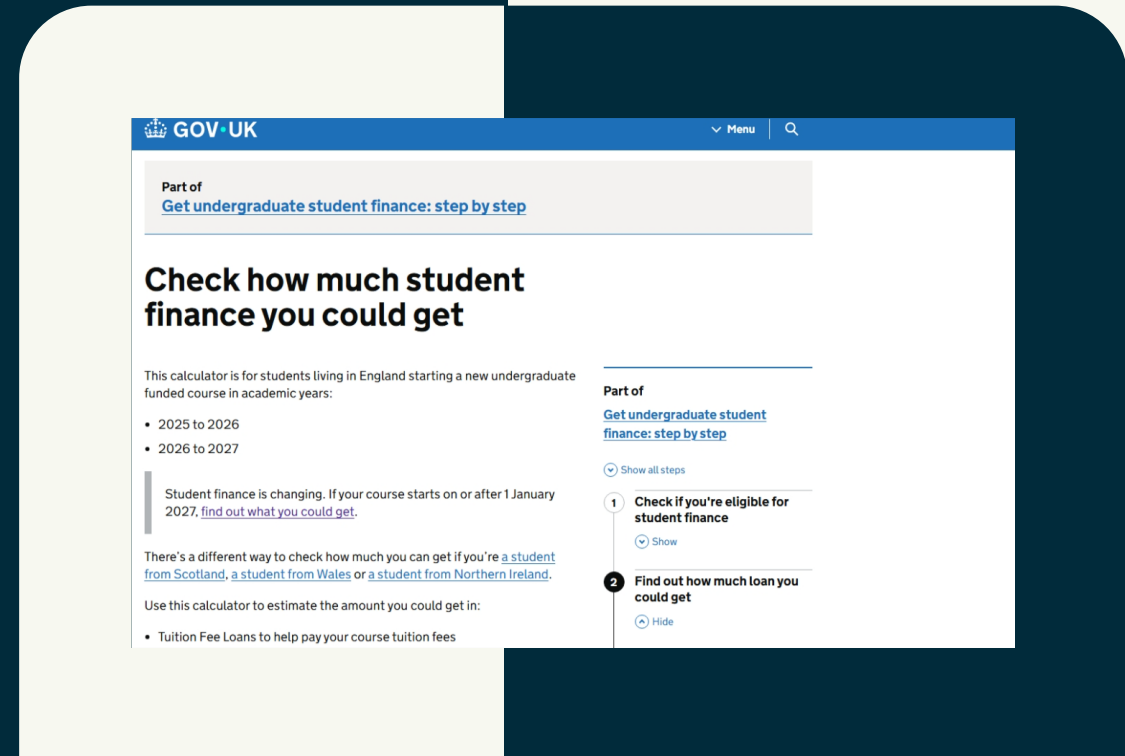 GOV·UK
Menu
Part of
Get undergraduate student finance: step by step
Check how much student
finance you could get
This calculator is for students living in England starting a new undergraduate
funded course in academic years:
• 2025 to 2026
• 2026 to 2027
Student finance is changing. If your course starts on or after 1 January
2027, find out what you could get.
There's a different way to check how much you can get if you're a student
from Scotland, a student from Wales or a student from Northern Ireland.
Use this calculator to estimate the amount you could get in:
• Tuition Fee Loans to help pay your course tuition fees
Part of
Get undergraduate student
finance: step by step
Show all steps
1
Check if you're eligible for
student finance
Show
2
Find out how much loan you
could get
Hide